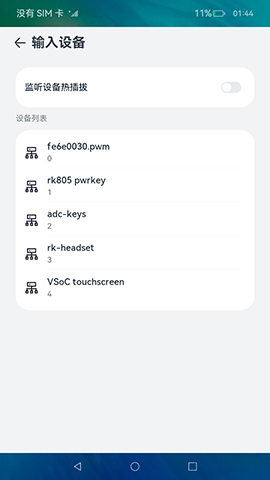 没有 SIM 卡
11%
01:44
输入设备
监听设备热插拔
设备列表
fe6e0030.pwm
0
rk805 pwrkey
1
adc-keys
2
rk-headset
3
VSoC touchscreen
4